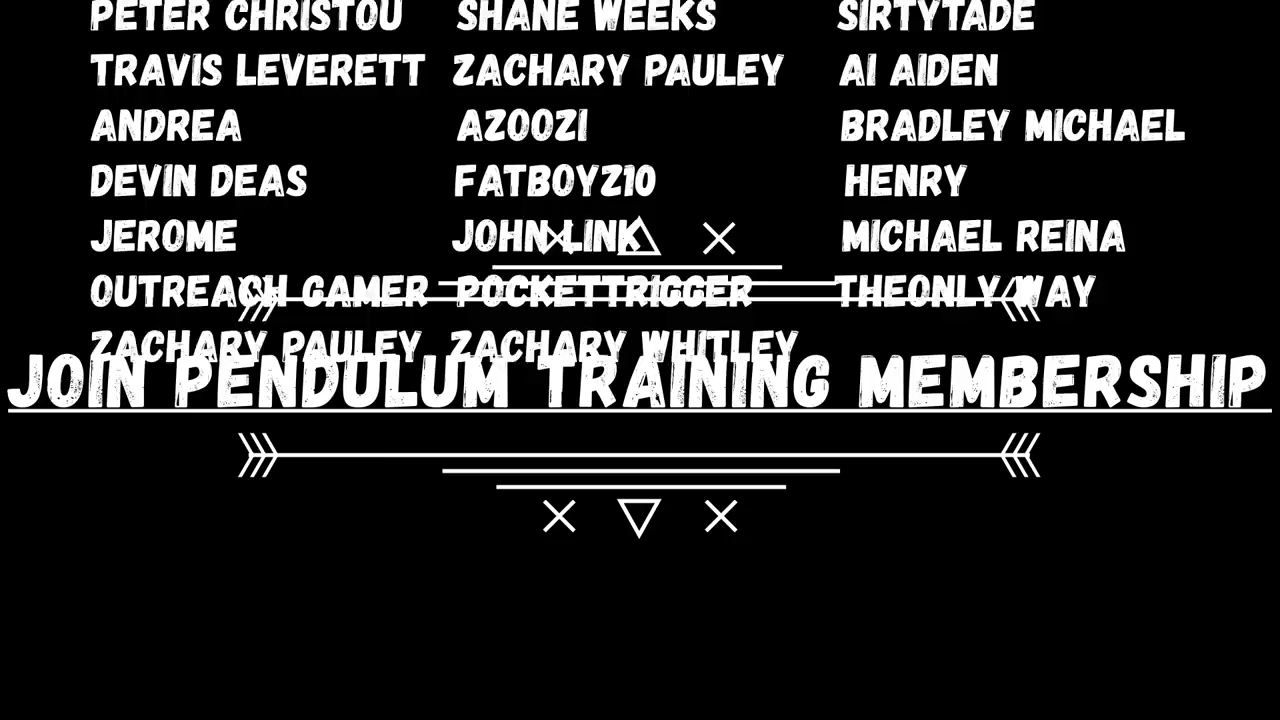 PETER CHRISTOU SHANE WEEKS SIRTYTADE
TRAVIS LEVERETT ZACHARY PAULEY AI AIDEN
ANDREA AZOOZI BRADLEY MICHAEL
DEVIN DEAS FATBOYZ10 HENRY
JEROME JOHN LINK MICHAEL REINA
OUTREACH GAMER POCKETTRIGGER THEONLY WAY
ZACHARY PAULEY ZACHARY WHITLEY
JOIN PENDULUM TRAINING MEMBERSHIP